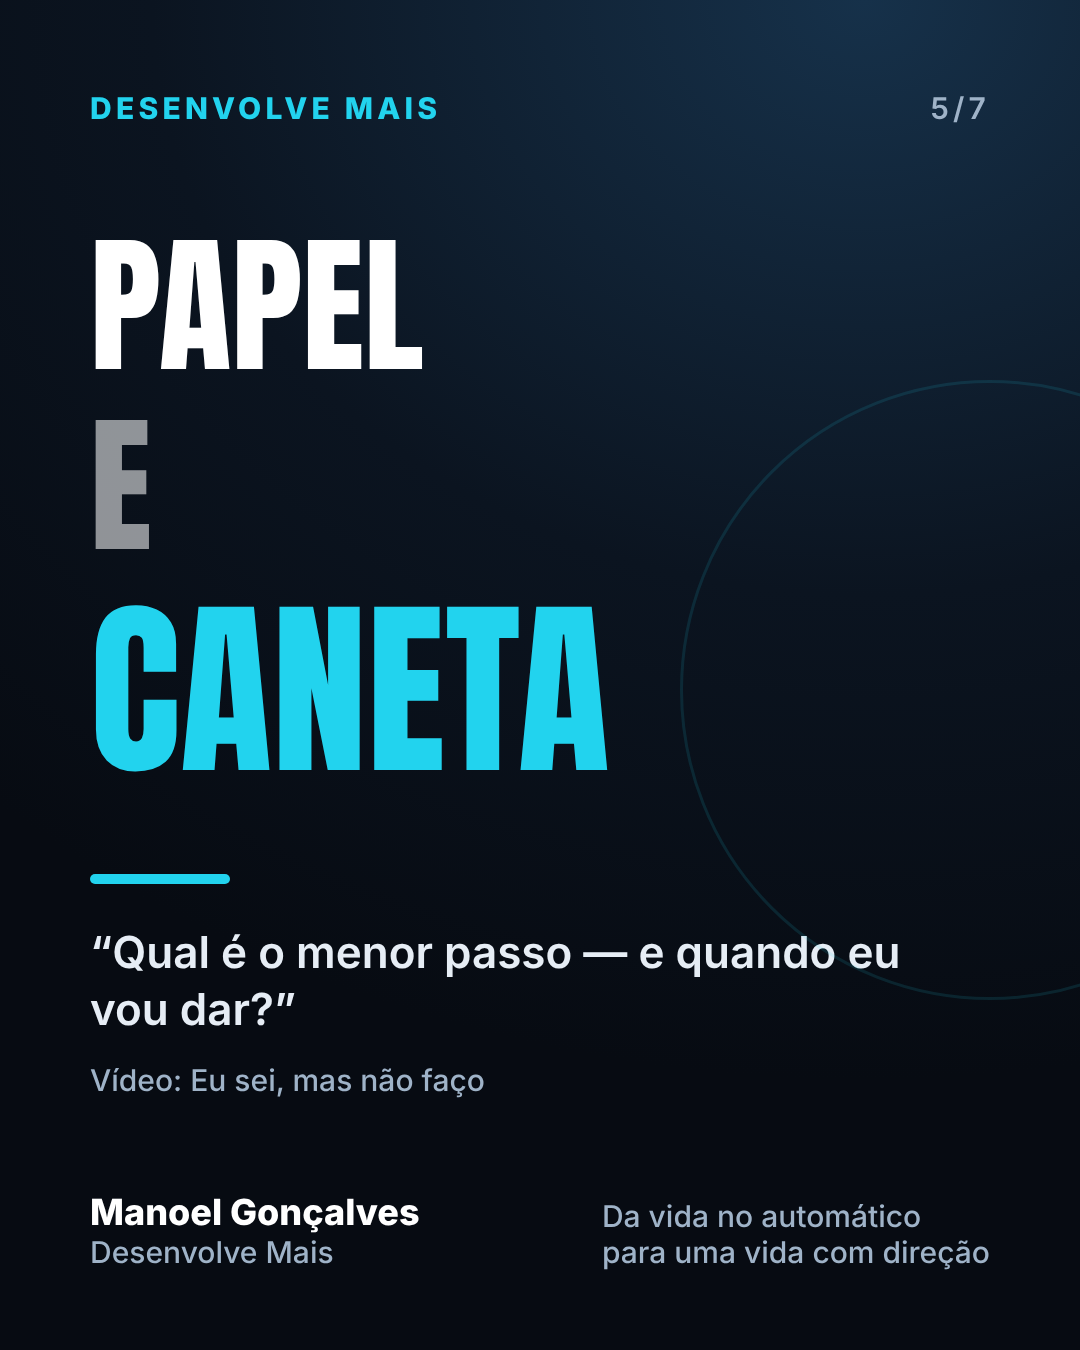 DESENVOLVE MAIS
5/7
PAPEL
E
CANETA
“Qual é o menor passo — e quando eu
vou dar?”
Vídeo: Eu sei, mas não faço
Manoel Gonçalves
Desenvolve Mais
Da vida no automático
para uma vida com direção